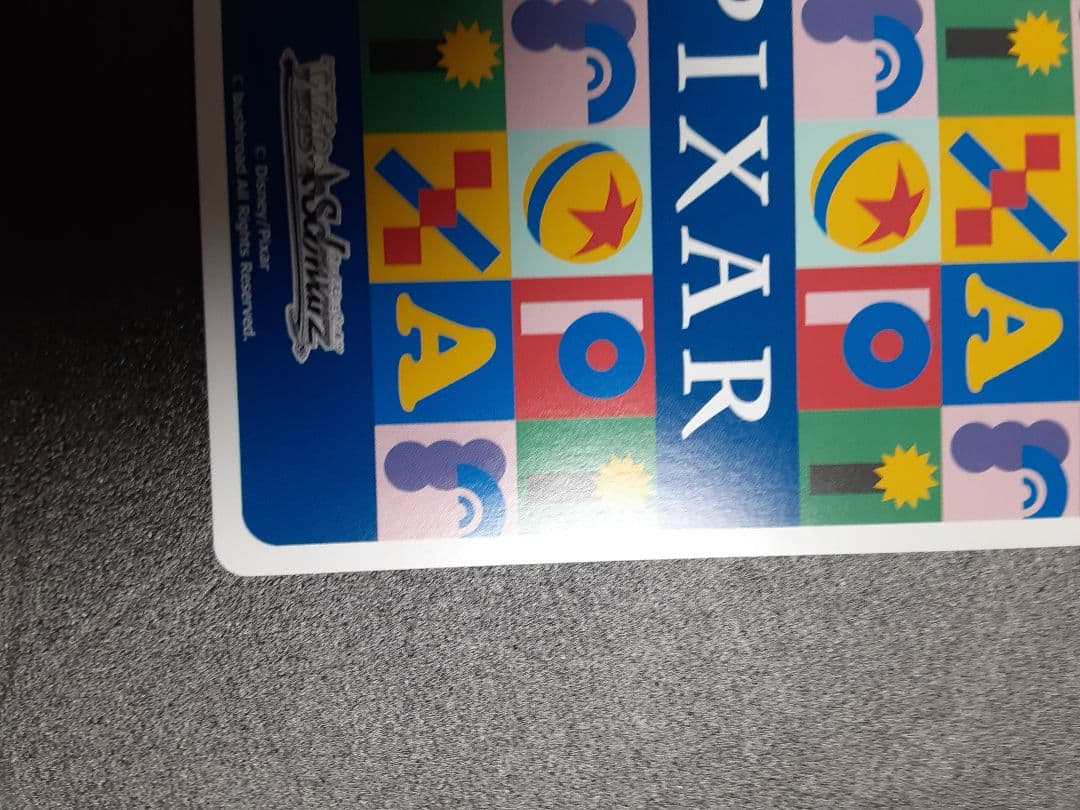 A
PIXAR
A
Weiß Schwarz
© Disney/Pixar
© Bushiroad All Rights Reserved.